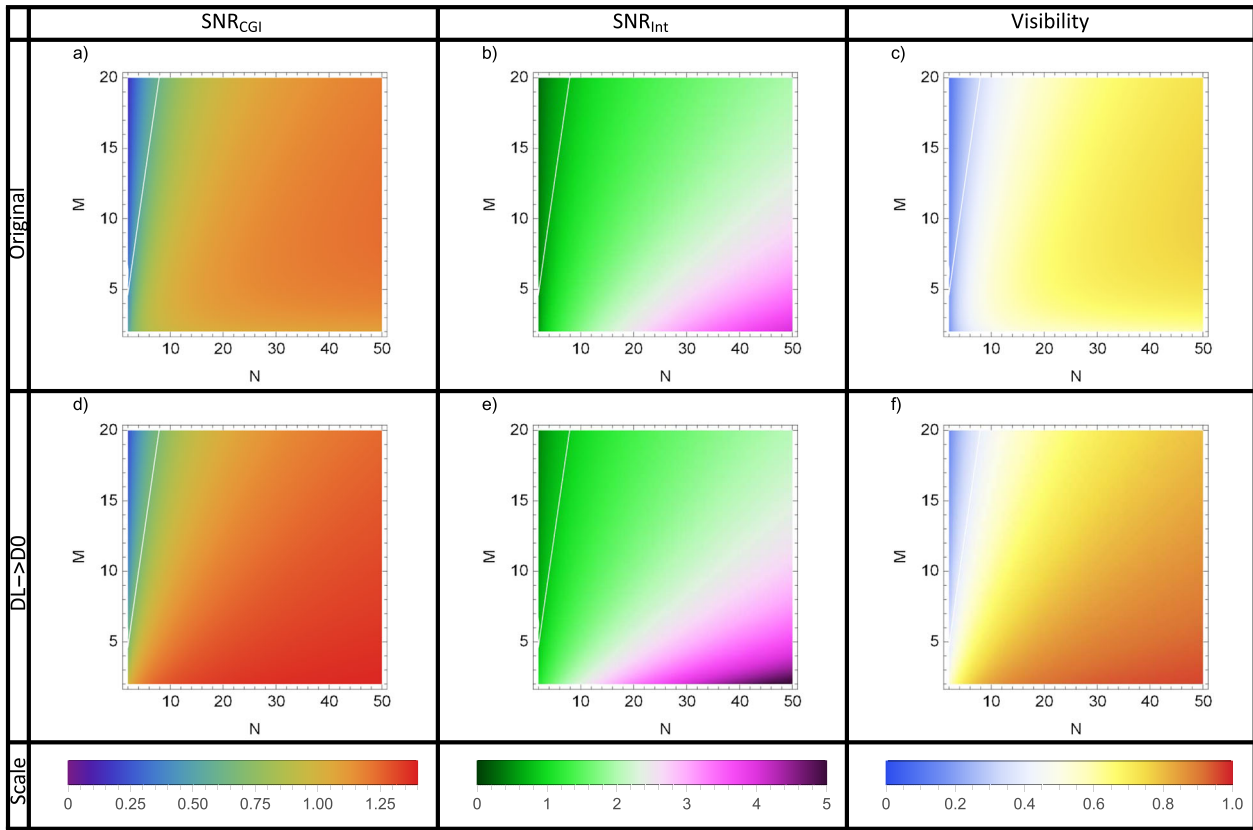 SNRCGI SNRInt Visibility
Original
a) b) c)
20 20 20
15 15 15
M M M
10 10 10
5 5 5
10 20 30 40 50 10 20 30 40 50 10 20 30 40 50
N N N
DL->D0
d) e) f)
20 20 20
15 15 15
M M M
10 10 10
5 5 5
10 20 30 40 50 10 20 30 40 50 10 20 30 40 50
N N N
Scale
0 0.25 0.50 0.75 1.00 1.25 0 1 2 3 4 5 0 0.2 0.4 0.6 0.8 1.0